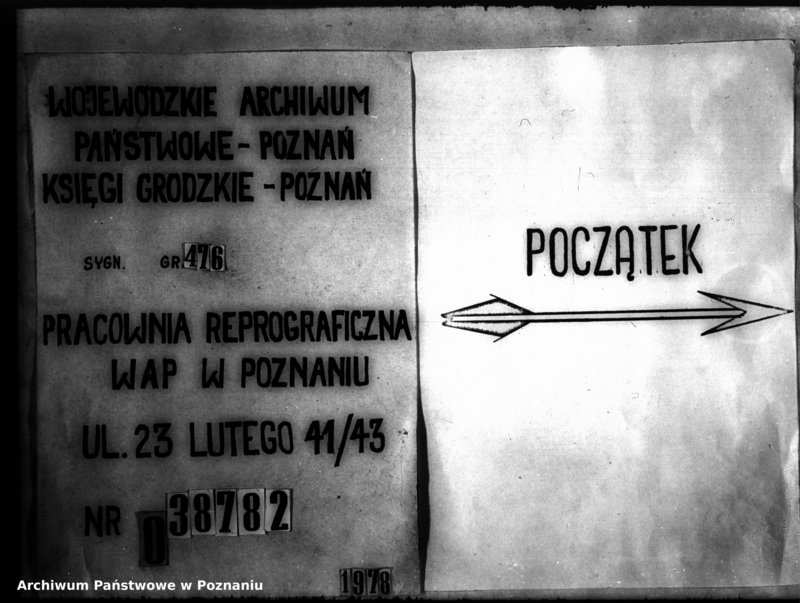 WOJEWÓDZKIE ARCHIWUM
PAŃSTWOWE - POZNAŃ
KSIĘGI GRODZKIE - POZNAŃ
SYGN. GR. 476
PRACOWNIA REPROGRAFICZNA
WAP W POZNANIU
UL. 23 LUTEGO 41/43
NR 038782
1978
POCZĄTEK
Archiwum Państwowe w Poznaniu